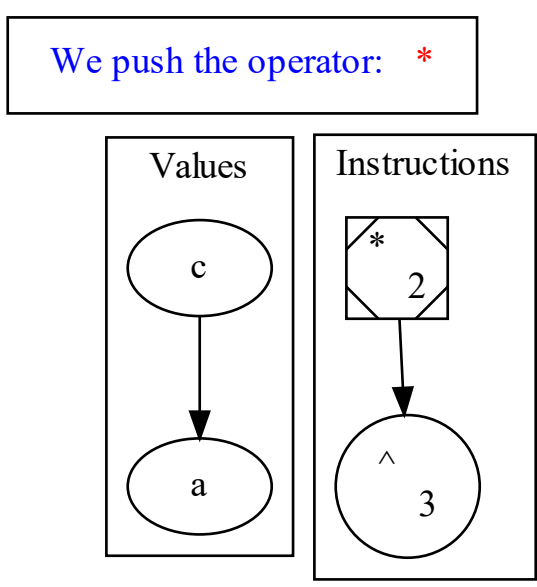 We push the operator: *
Values
Instructions
c
*
2
a
^
3